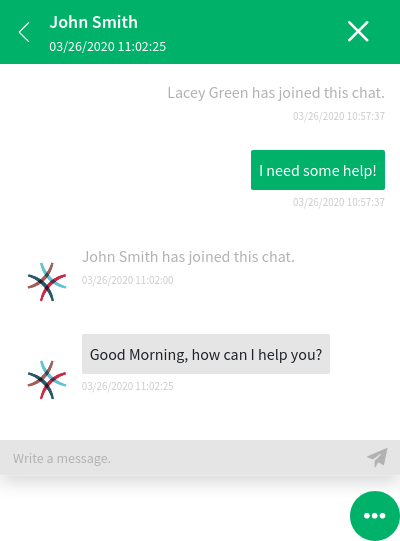 John Smith
03/26/2020 11:02:25
Lacey Green has joined this chat.
03/26/2020 10:57:37
I need some help!
03/26/2020 10:57:37
John Smith has joined this chat.
03/26/2020 11:02:00
Good Morning, how can I help you?
03/26/2020 11:02:25
Write a message.